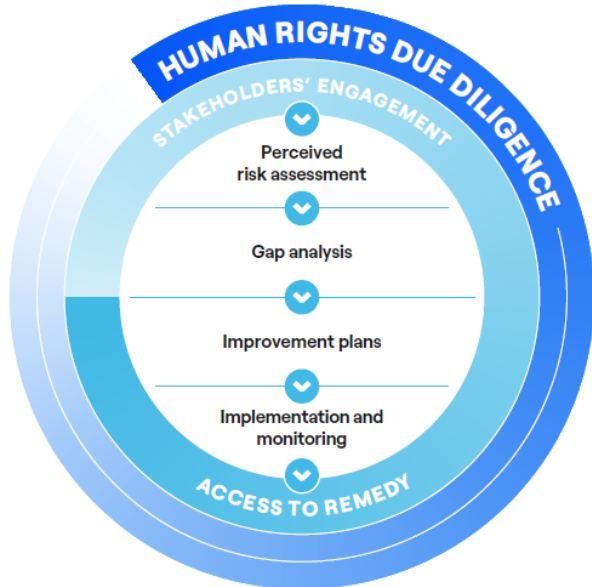 HUMAN RIGHTS DUE DILIGENCE
STAKEHOLDERS' ENGAGEMENT
Perceived
risk assessment
Gap analysis
Improvement plans
Implementation and
monitoring
ACCESS TO REMEDY